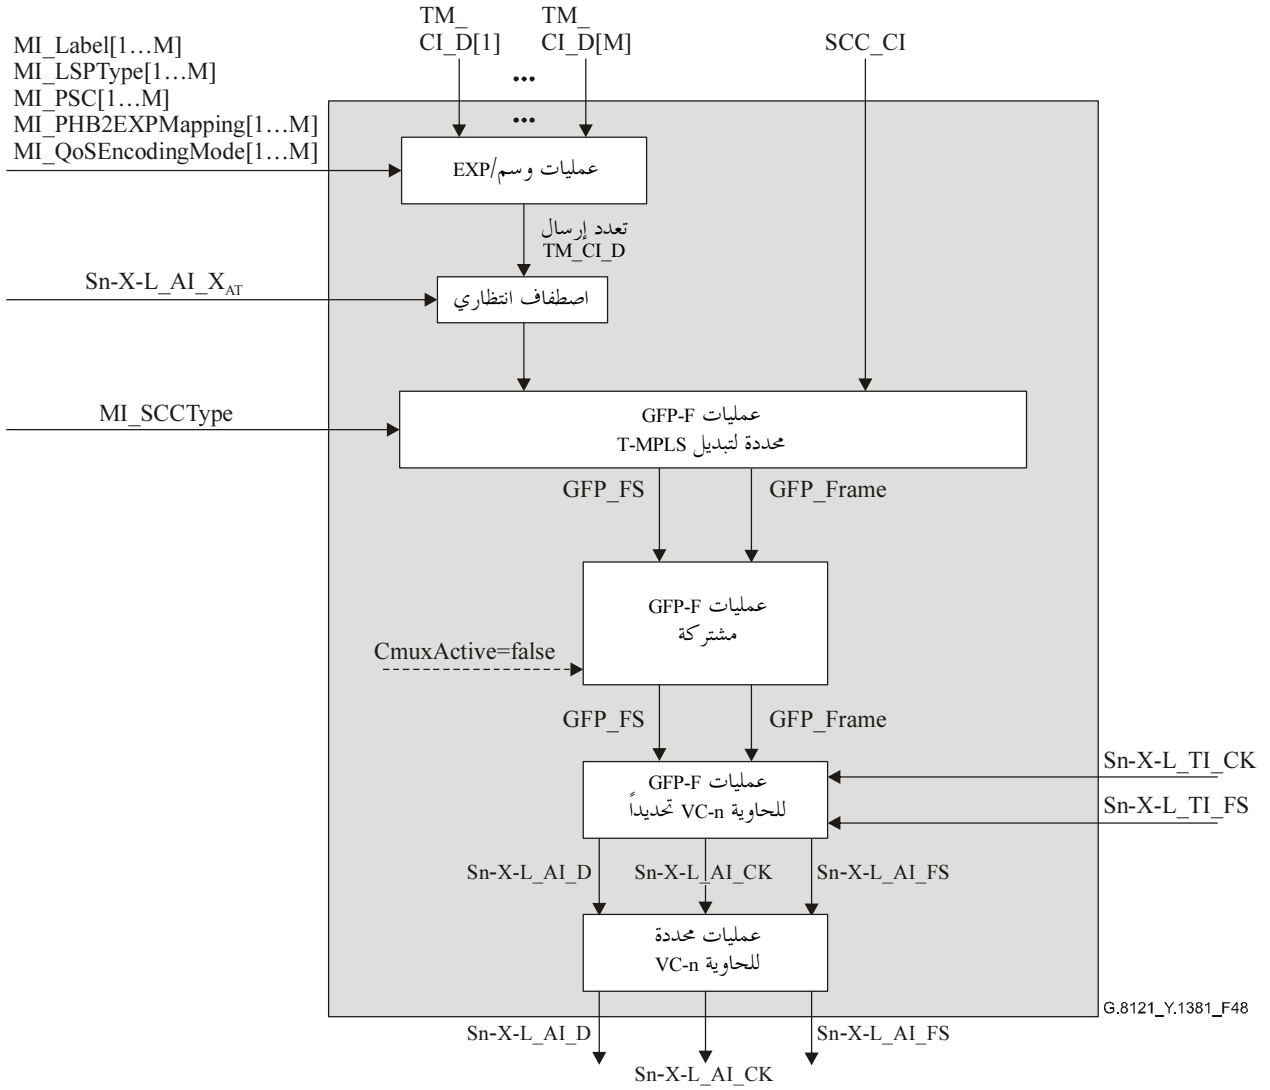 TM_
CI_D[1]
TM_
CI_D[M]
SCC_CI
MI_Label[1…M]
MI_LSPType[1…M]
MI_PSC[1…M]
MI_PHB2EXPMapping[1…M]
MI_QoSEncodingMode[1…M]
•••
•••
عمليات وسم/EXP
تعدد إرسال
TM_CI_D
Sn-X-L_AI_X_AT
اصطفاف انتظاري
MI_SCCType
عمليات GFP-F
محددة لتبديل T-MPLS
GFP_FS
GFP_Frame
عمليات GFP-F
مشتركة
CmuxActive=false
GFP_FS
GFP_Frame
Sn-X-L_TI_CK
عمليات GFP-F
للحاوية VC-n تحديداً
Sn-X-L_TI_FS
Sn-X-L_AI_D
Sn-X-L_AI_CK
Sn-X-L_AI_FS
عمليات محددة
للحاوية VC-n
G.8121_Y.1381_F48
Sn-X-L_AI_D
Sn-X-L_AI_FS
Sn-X-L_AI_CK